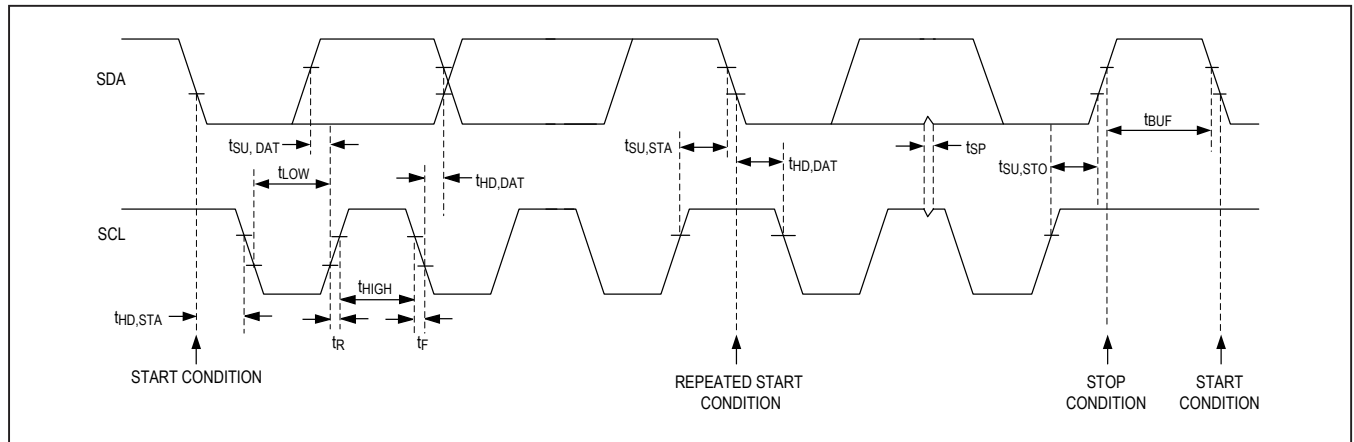 SDA
tSU, DAT
tLOW
tHD,DAT
tSU,STA
tHD,DAT
tSP
tSU,STO
tBUF
SCL
tHD,STA
tR
tHIGH
tF
START CONDITION
REPEATED START
CONDITION
STOP
CONDITION
START
CONDITION